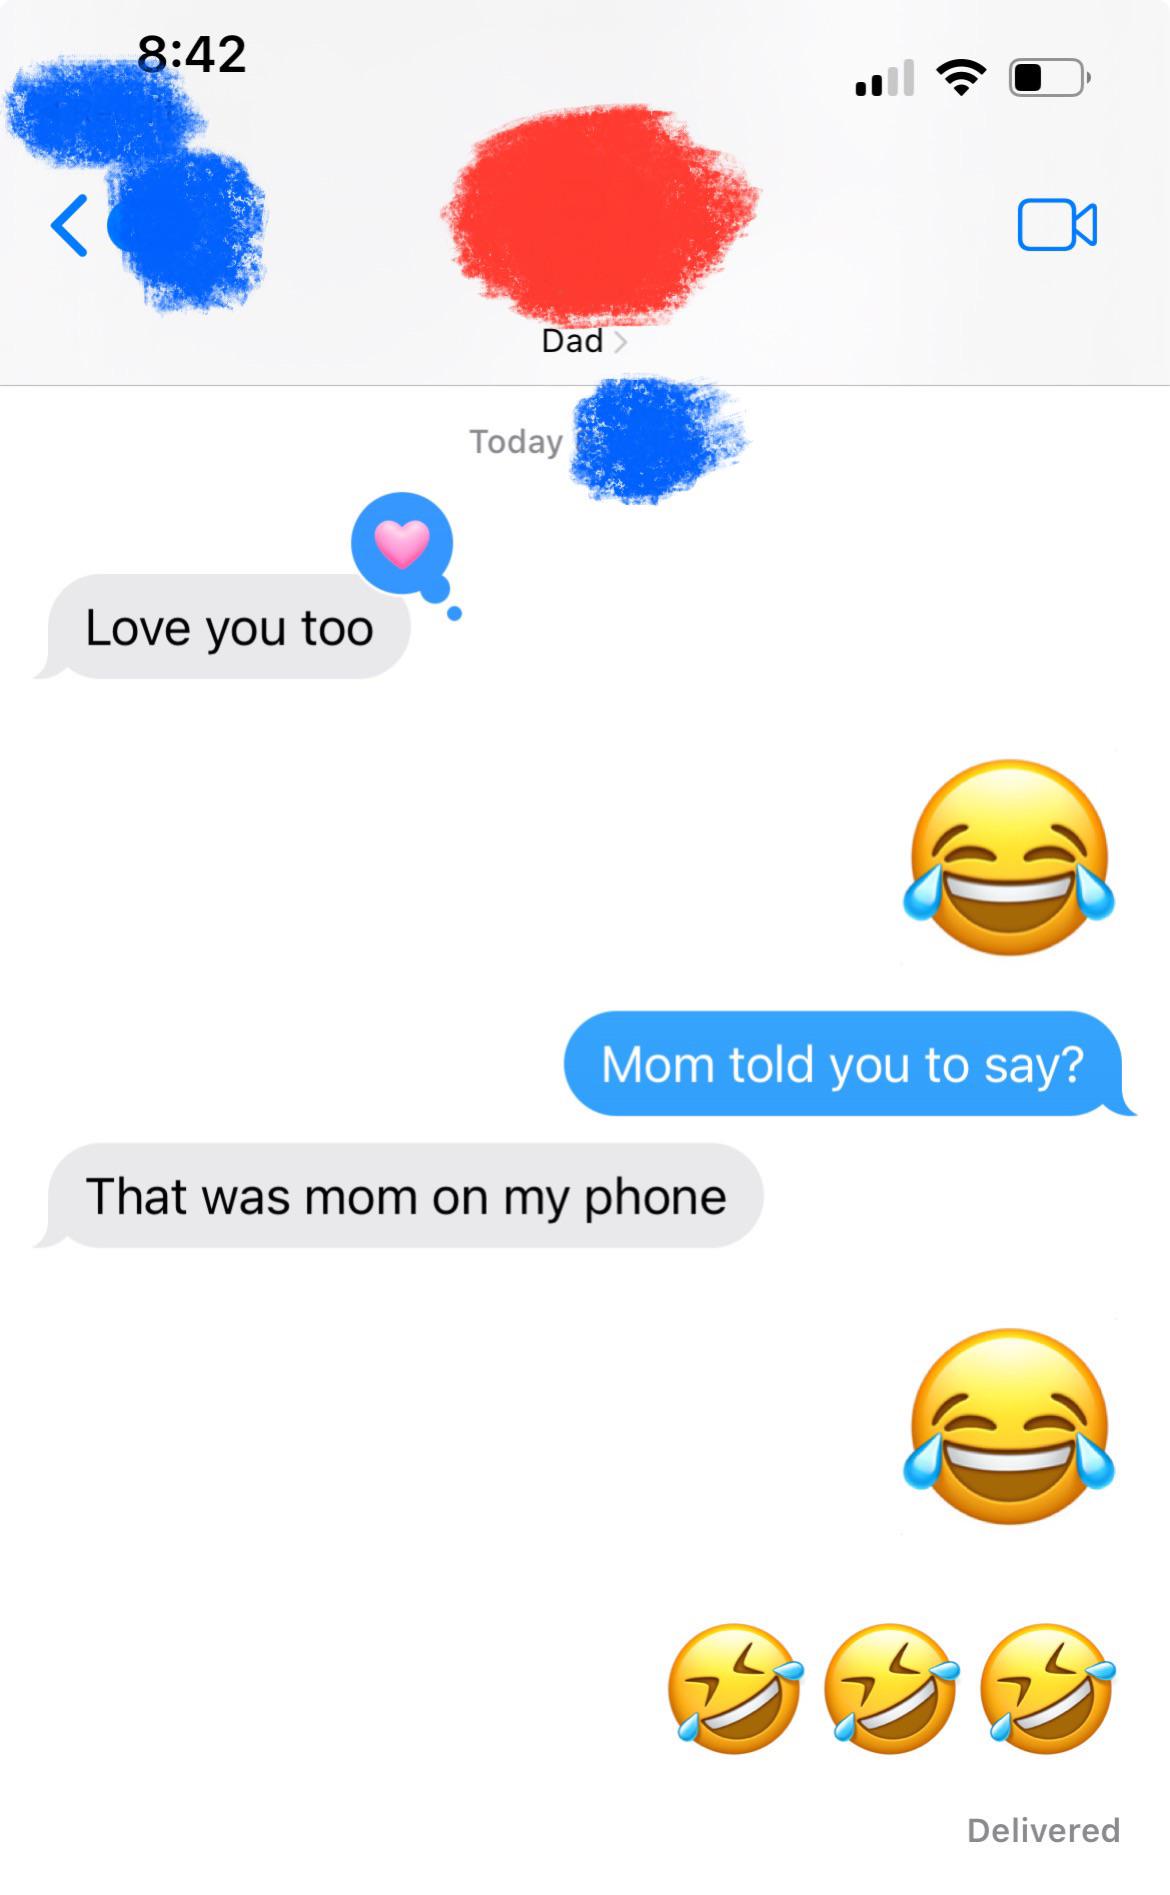 8:42
Dad
Today
Love you too
Mom told you to say?
That was mom on my phone
Delivered